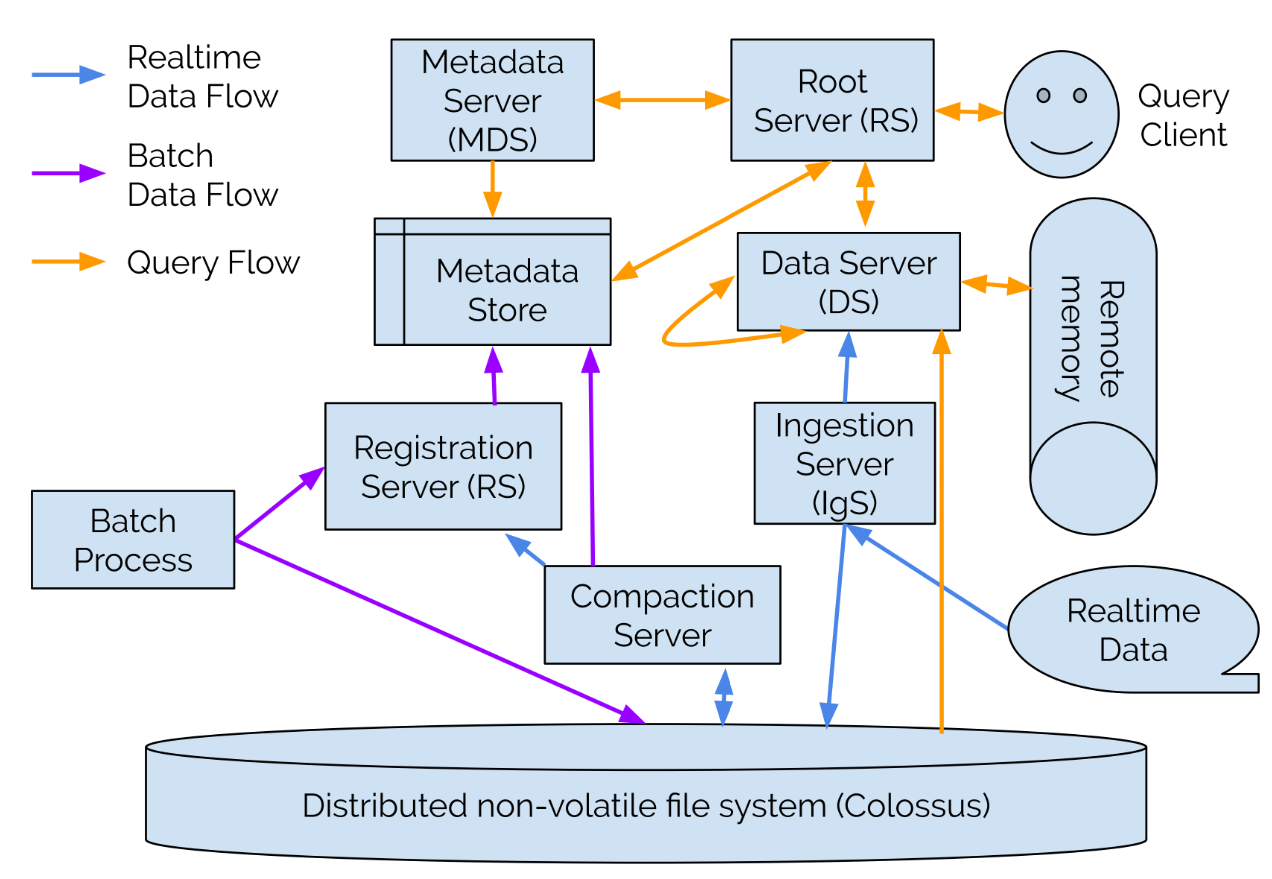 Realtime
Data Flow
Batch
Data Flow
Query Flow
Metadata
Server
(MDS)
Root
Server (RS)
Query
Client
Metadata
Store
Data Server
(DS)
Remote
memory
Registration
Server (RS)
Ingestion
Server
(IgS)
Batch
Process
Compaction
Server
Realtime
Data
Distributed non-volatile file system (Colossus)